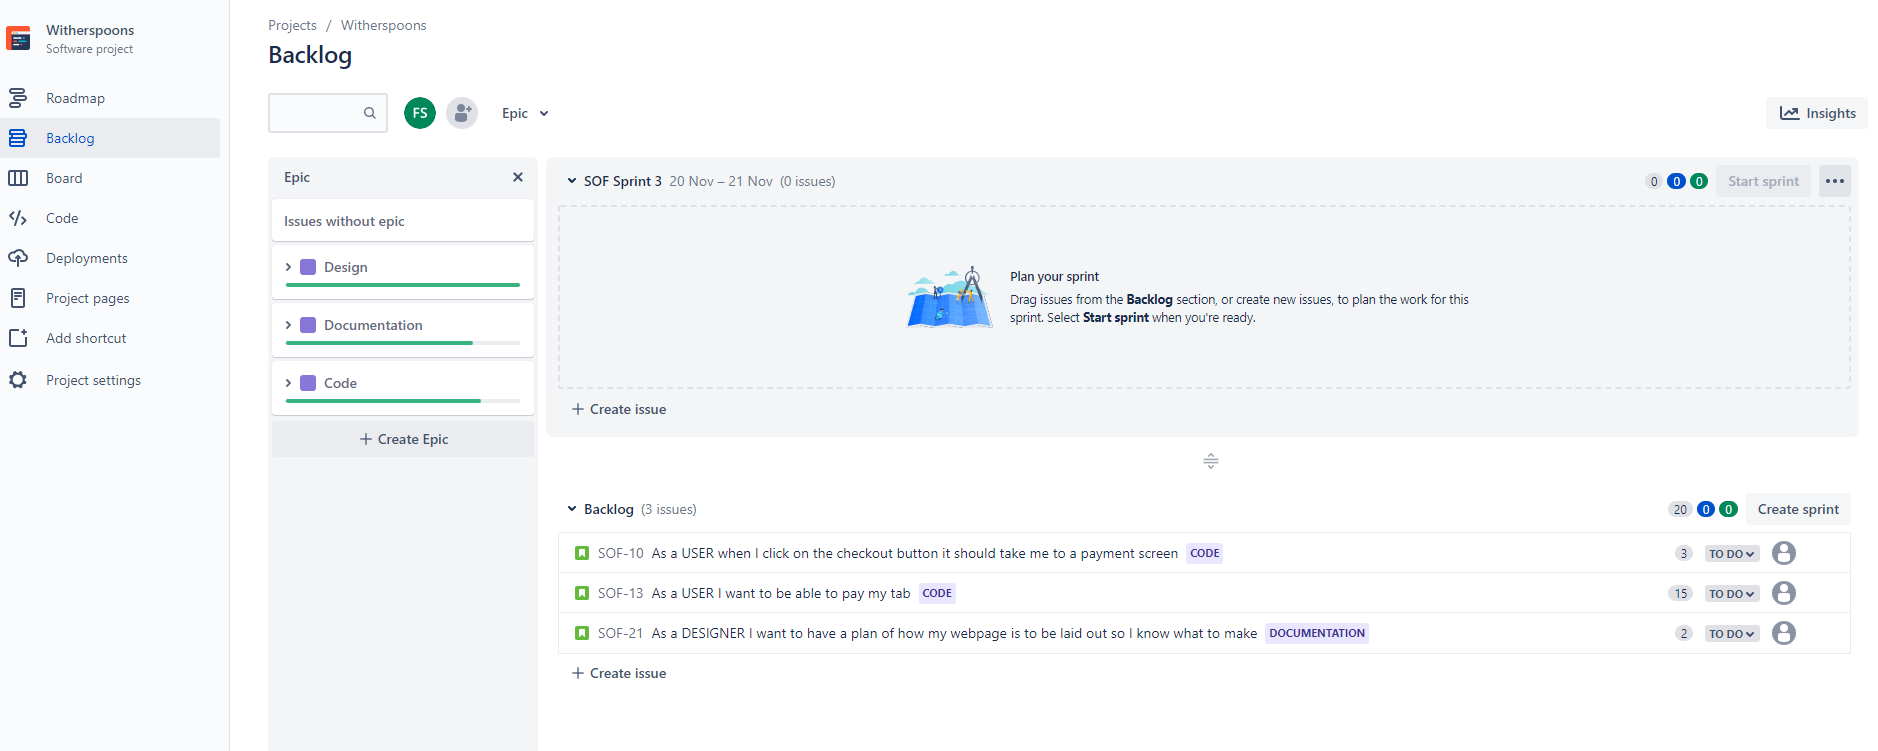 Witherspoons
Software project
Roadmap
Backlog
Board
Code
Deployments
Project pages
Add shortcut
Project settings
Projects / Witherspoons
Backlog
FS
Epic
Insights
Epic
Issues without epic
Design
Documentation
Code
Create Epic
SOF Sprint 3 20 Nov – 21 Nov (0 issues)
0 0 0 Start sprint
Plan your sprint
Drag issues from the Backlog section, or create new issues, to plan the work for this
sprint. Select Start sprint when you're ready.
Create issue
Backlog (3 issues)
20 0 0 Create sprint
SOF-10 As a USER when I click on the checkout button it should take me to a payment screen CODE 3 TO DO
SOF-13 As a USER I want to be able to pay my tab CODE 15 TO DO
SOF-21 As a DESIGNER I want to have a plan of how my webpage is to be laid out so I know what to make DOCUMENTATION 2 TO DO
Create issue